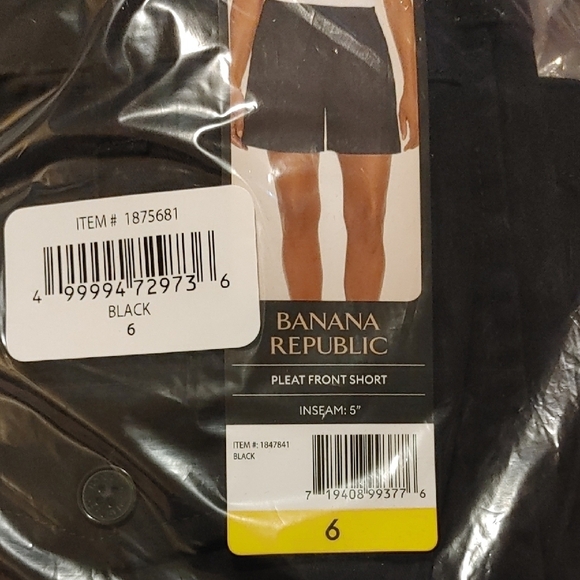 ITEM # 1875681
4 99994 72973 6
BLACK
6
BANANA
REPUBLIC
PLEAT FRONT SHORT
INSEAM: 5"
ITEM #: 1847841
BLACK
7 19408 99377 6
6